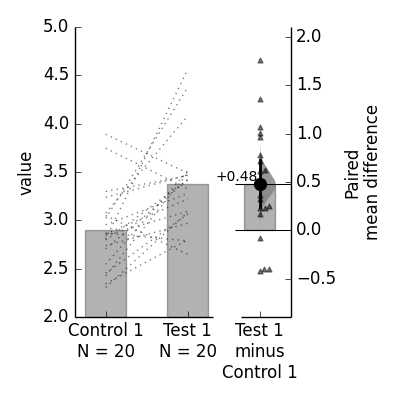 5.0
4.5
4.0
3.5
3.0
2.5
2.0
value
Control 1
N = 20
Test 1
N = 20
+0.48
2.0
1.5
1.0
0.5
0.0
−0.5
Paired
mean difference
Test 1
minus
Control 1